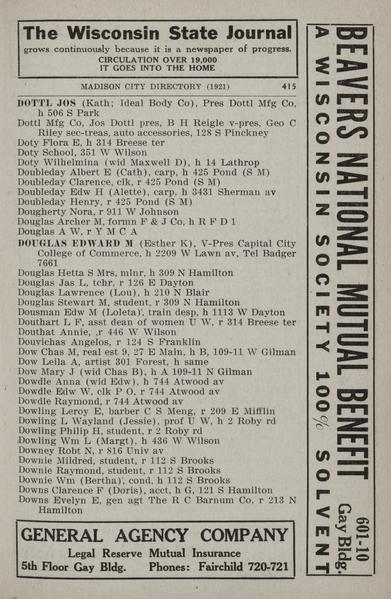 The Wisconsin State Journal
grows continuously because it is a newspaper of progress.
CIRCULATION OVER 19,000
IT GOES INTO THE HOME
MADISON CITY DIRECTORY (1921) 415
DOTTL JOS (Kath; Ideal Body Co), Pres Dottl Mfg Co,
h 506 S Park
Dottl Mfg Co, Jos Dottl pres, B H Reigle v-pres, Geo C
Riley sec-treas, auto accessories, 128 S Pinckney
Doty Flora E, h 314 Breese ter
Doty School, 351 W Wilson
Doty Wilhelmina (wid Maxwell D), h 14 Lathrop
Doubleday Albert E (Cath), carp, h 425 Pond (S M)
Doubleday Clarence, clk, r 425 Pond (S M)
Doubleday Edw H (Alette), carp, h 3431 Sherman av
Doubleday Henry, r 425 Pond (S M)
Dougherty Nora, r 911 W Johnson
Douglas Archer M, formn F & J Co, h R F D 1
Douglas A W, r Y M C A
DOUGLAS EDWARD M (Esther K), V-Pres Capital City
College of Commerce, h 2209 W Lawn av, Tel Badger
7661
Douglas Hetta S Mrs, mlnr, h 309 N Hamilton
Douglas Jas L, tchr, r 126 E Dayton
Douglas Lawrence (Lou), h 210 N Blair
Douglas Stewart M, student, r 309 N Hamilton
Dousman Edw M (Loleta), train desp, h 1113 W Dayton
Douthart L F, asst dean of women U W, r 314 Breese ter
Douthat Annie, r 446 W Wilson
Douvichas Angelos, r 124 S Franklin
Dow Chas M, real est 9, 27 E Main, h B, 109-11 W Gilman
Dow Leila A, artist 301 Forest, h same
Dow Mary J (wid Chas B), h A 109-11 N Gilman
Dowdle Anna (wid Edw), h 744 Atwood av
Dowdle Edw W, clk P O, r 744 Atwood av
Dowdle Raymond, r 744 Atwood av
Dowling Leroy E, barber C S Meng, r 209 E Mifflin
Dowling L Wayland (Jessie), prof U W, h 2 Roby rd
Dowling Philip H, student, r 2 Roby rd
Dowling Wm L (Margt), h 436 W Wilson
Downey Robt N, r 816 Univ av
Downie Mildred, student, r 112 S Brooks
Downie Raymond, student, r 112 S Brooks
Downie Wm (Bertha), cond, h 112 S Brooks
Downs Clarence F (Doris), acct, h G, 121 S Hamilton
Downs Evelyn E, gen agt The R C Barnum Co, r 213 N
Hamilton
GENERAL AGENCY COMPANY
Legal Reserve Mutual Insurance
5th Floor Gay Bldg. Phones: Fairchild 720-721
BEAVERS NATIONAL MUTUAL BENEFIT
A WISCONSIN SOCIETY 100% SOLVENT
601-10
Gay Bldg.